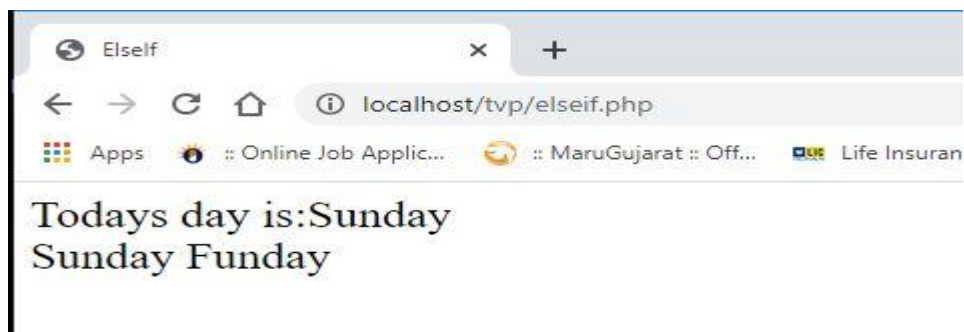 ElseIf
localhost/tvp/elseif.php
Apps :: Online Job Applic... :: MaruGujarat :: Off... LIC Life Insuran
Todays day is:Sunday
Sunday Funday